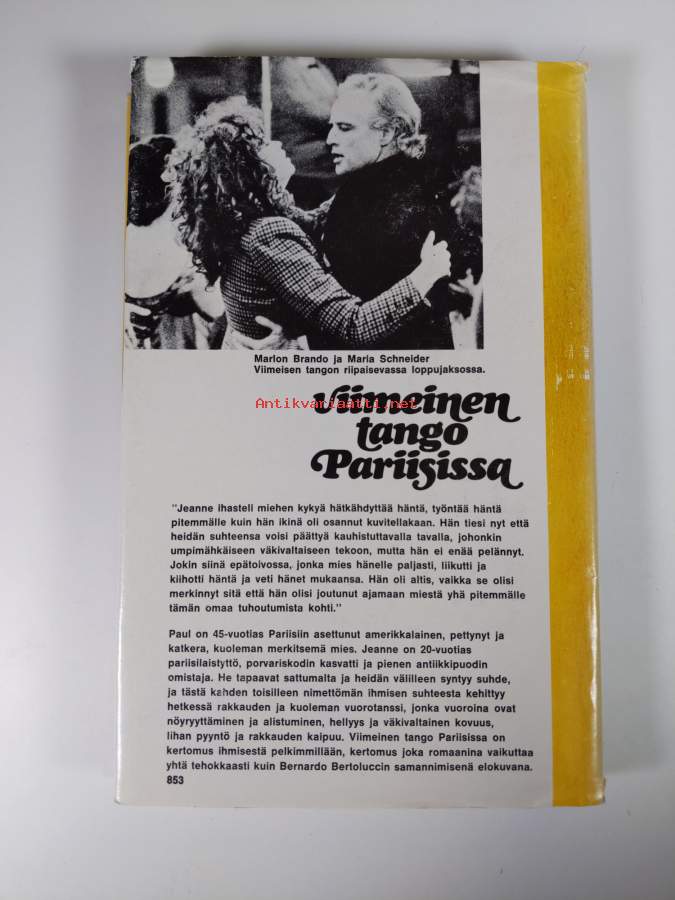 Marlon Brando ja Maria Schneider
Viimeisen tangon riipaisevassa loppujaksossa.
Antikvariaatti.net
Viimeinen
tango
Pariisissa
"Jeanne ihasteli miehen kykyä hätkähdyttää häntä, työntää häntä
pitemmälle kuin hän ikinä oli osannut kuvitellakaan. Hän tiesi nyt että
heidän suhteensa voisi päättyä kauhistuttavalla tavalla, johonkin
umpimähkäiseen väkivaltaiseen tekoon, mutta hän ei enää pelännyt.
Jokin siinä epätoivossa, jonka mies hänelle paljasti, liikutti ja
kiihotti häntä ja veti hänet mukaansa. Hän oli altis, vaikka se olisi
merkinnyt sitä että hän olisi joutunut ajamaan miestä yhä pitemmälle
tämän omaa tuhoutumista kohti."
Paul on 45-vuotias Pariisiin asettunut amerikkalainen, pettynyt ja
katkera, kuoleman merkitsemä mies. Jeanne on 20-vuotias
pariisilaistyttö, porvariskodin kasvatti ja pienen antiikkipuodin
omistaja. He tapaavat sattumalta ja heidän välilleen syntyy suhde,
ja tästä kahden toisilleen nimettömän ihmisen suhteesta kehittyy
hetkessä rakkauden ja kuoleman vuorotanssi, jonka vuoroina ovat
nöyryyttäminen ja alistuminen, hellyys ja väkivaltainen kovuus,
lihan pyyntö ja rakkauden kaipuu. Viimeinen tango Pariisissa on
kertomus ihmisestä pelkimmillään, kertomus joka romaanina vaikuttaa
yhtä tehokkaasti kuin Bernardo Bertoluccin samannimisenä elokuvana.
853